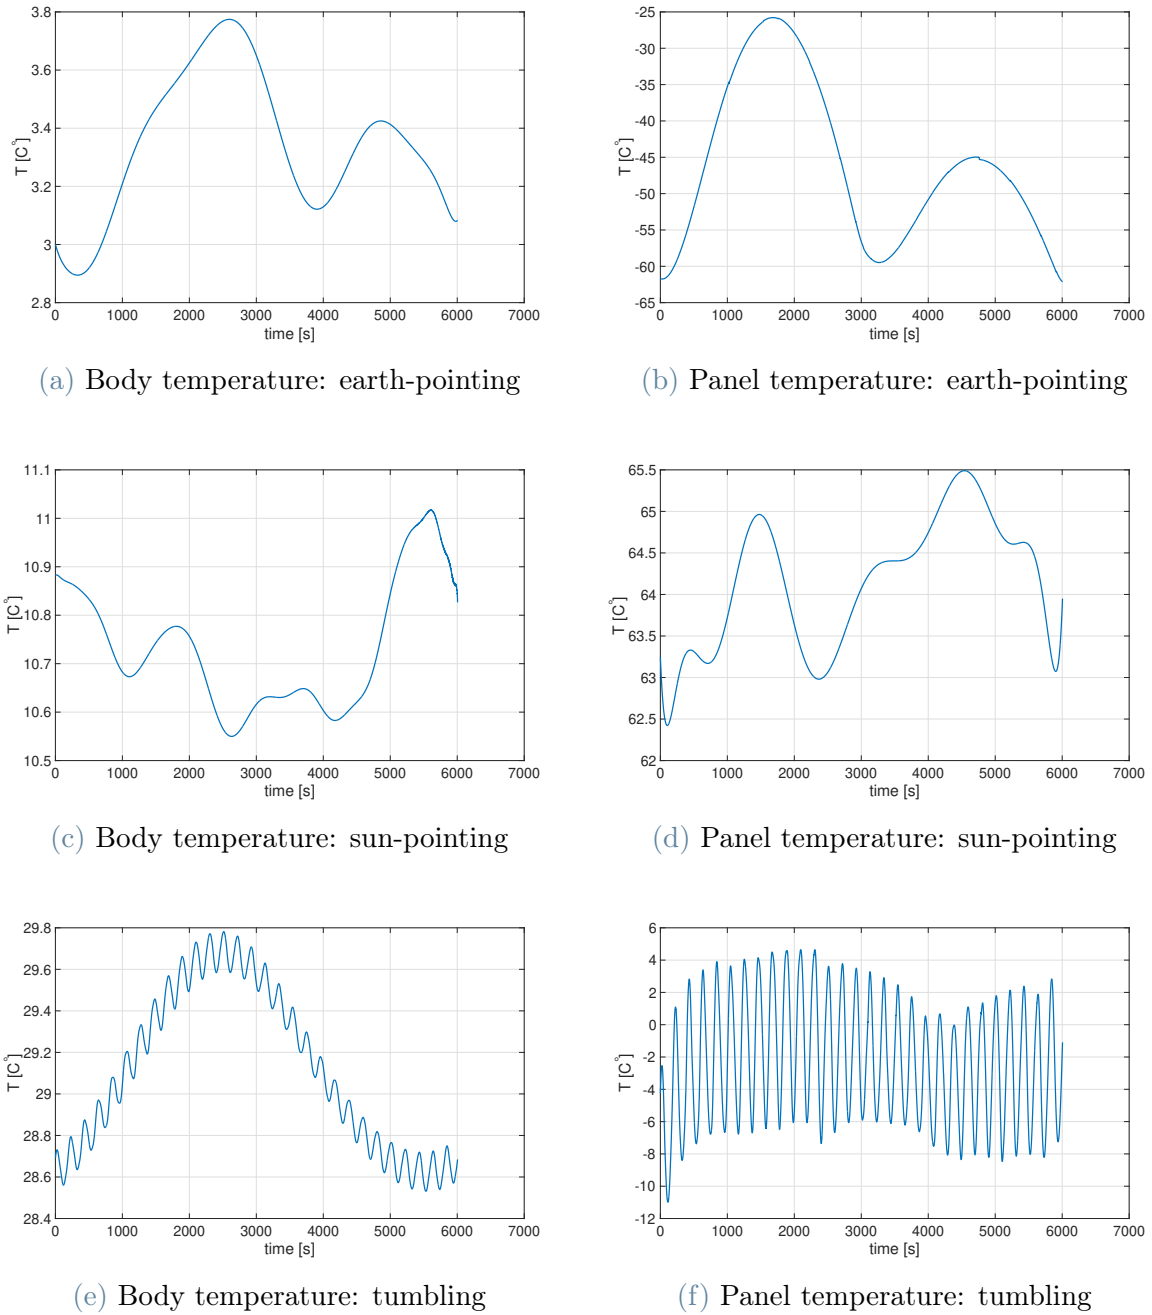 3.8
3.6
3.4
3.2
3
2.8
T [C°]
0 1000 2000 3000 4000 5000 6000 7000
time [s]
(a) Body temperature: earth-pointing
-25
-30
-35
-40
-45
-50
-55
-60
-65
T [C°]
0 1000 2000 3000 4000 5000 6000 7000
time [s]
(b) Panel temperature: earth-pointing
11.1
11
10.9
10.8
10.7
10.6
10.5
T [C°]
0 1000 2000 3000 4000 5000 6000 7000
time [s]
(c) Body temperature: sun-pointing
65.5
65
64.5
64
63.5
63
62.5
62
T [C°]
0 1000 2000 3000 4000 5000 6000 7000
time [s]
(d) Panel temperature: sun-pointing
29.8
29.6
29.4
29.2
29
28.8
28.6
28.4
T [C°]
0 1000 2000 3000 4000 5000 6000 7000
time [s]
(e) Body temperature: tumbling
6
4
2
0
-2
-4
-6
-8
-10
-12
T [C°]
0 1000 2000 3000 4000 5000 6000 7000
time [s]
(f) Panel temperature: tumbling